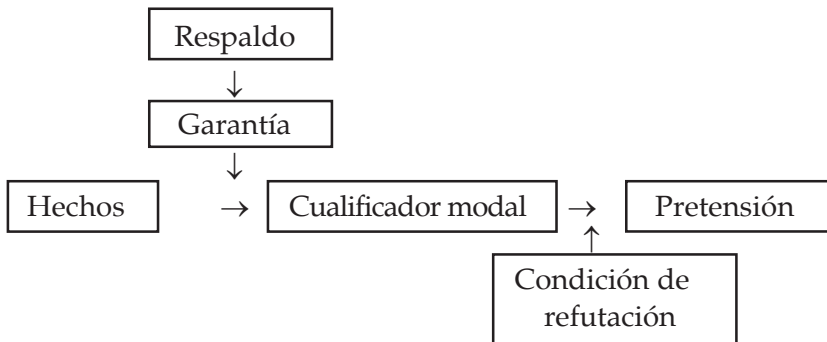 Respaldo
↓
Garantía
↓
Hechos → Cualificador modal → Pretensión
↑
Condición de
refutación